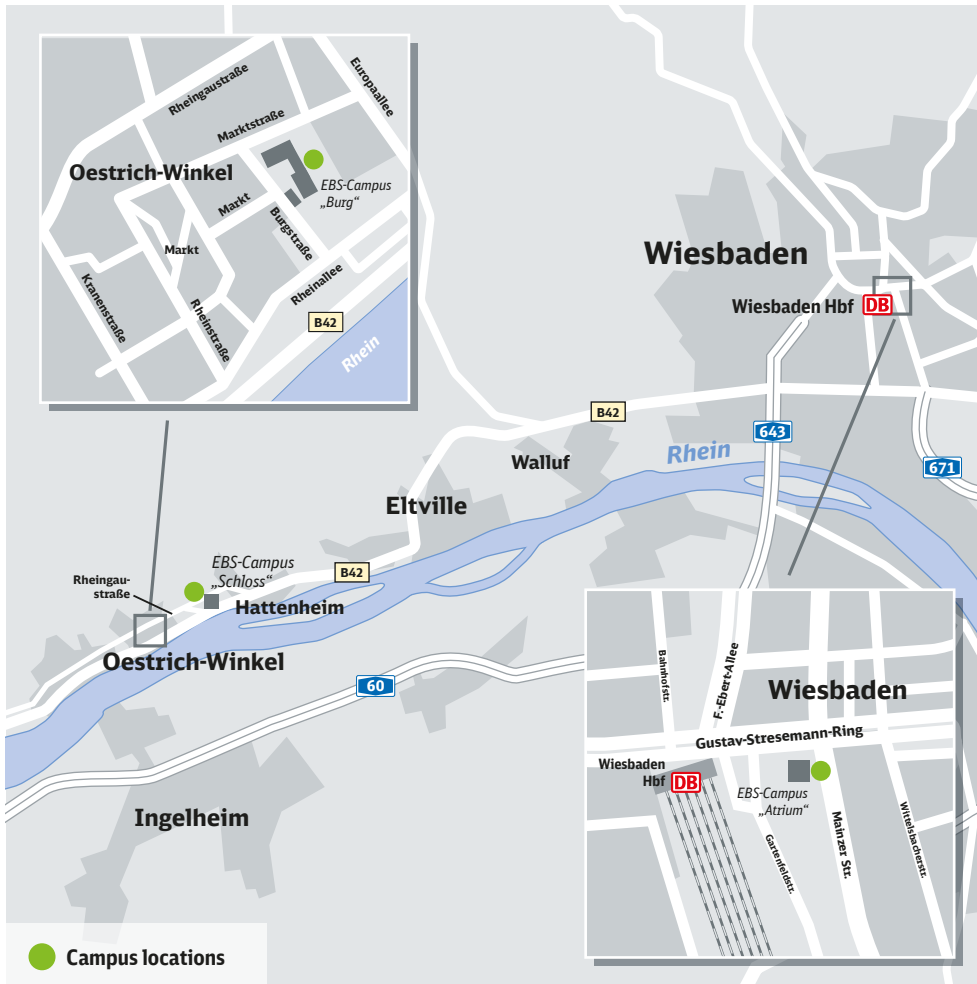 Rheingaustraße
Europaallee
Marktstraße
Oestrich-Winkel
EBS-Campus
„Burg“
Markt
Burgstraße
Markt
Rheinallee
Kranenstraße
Rheinstraße
B42
Rhein
Wiesbaden
Wiesbaden Hbf
DB
B42
643
Rhein
671
Walluf
Eltville
EBS-Campus
„Schloss“
B42
Rheingau-
straße
Hattenheim
Oestrich-Winkel
60
Ingelheim
Bahnhofstr.
F.-Ebert-Allee
Wiesbaden
Gustav-Stresemann-Ring
Wiesbaden
Hbf
DB
EBS-Campus
„Atrium“
Gartenfeldstr.
Mainzer Str.
Wittelsbacherstr.
Campus locations